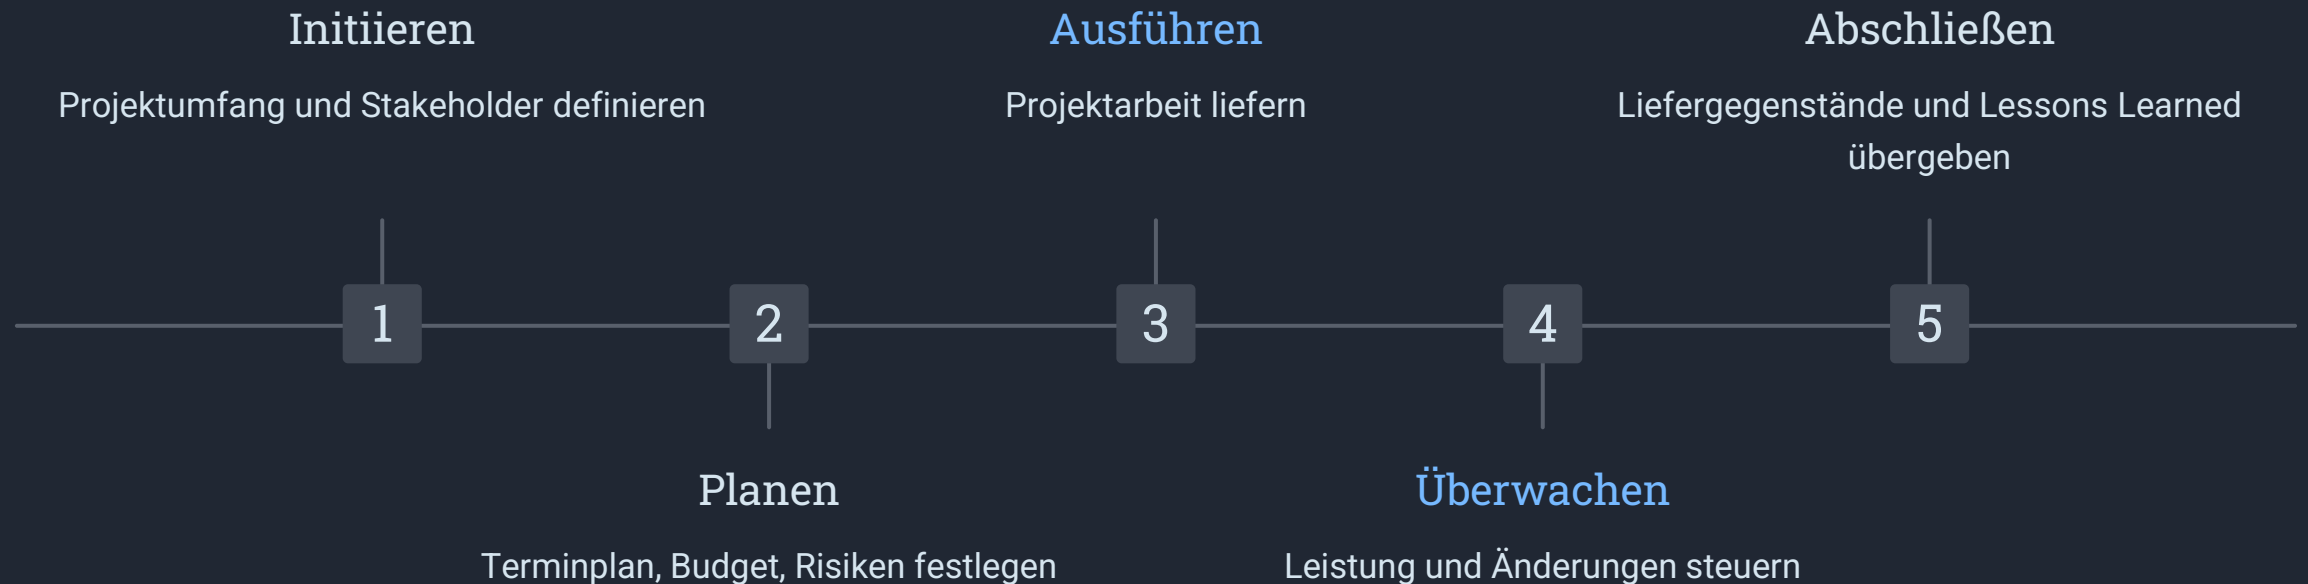 Initiieren
Projektumfang und Stakeholder definieren
1
2
Planen
Terminplan, Budget, Risiken festlegen
Ausführen
Projektarbeit liefern
3
4
Überwachen
Leistung und Änderungen steuern
Abschließen
Liefergegenstände und Lessons Learned
übergeben
5